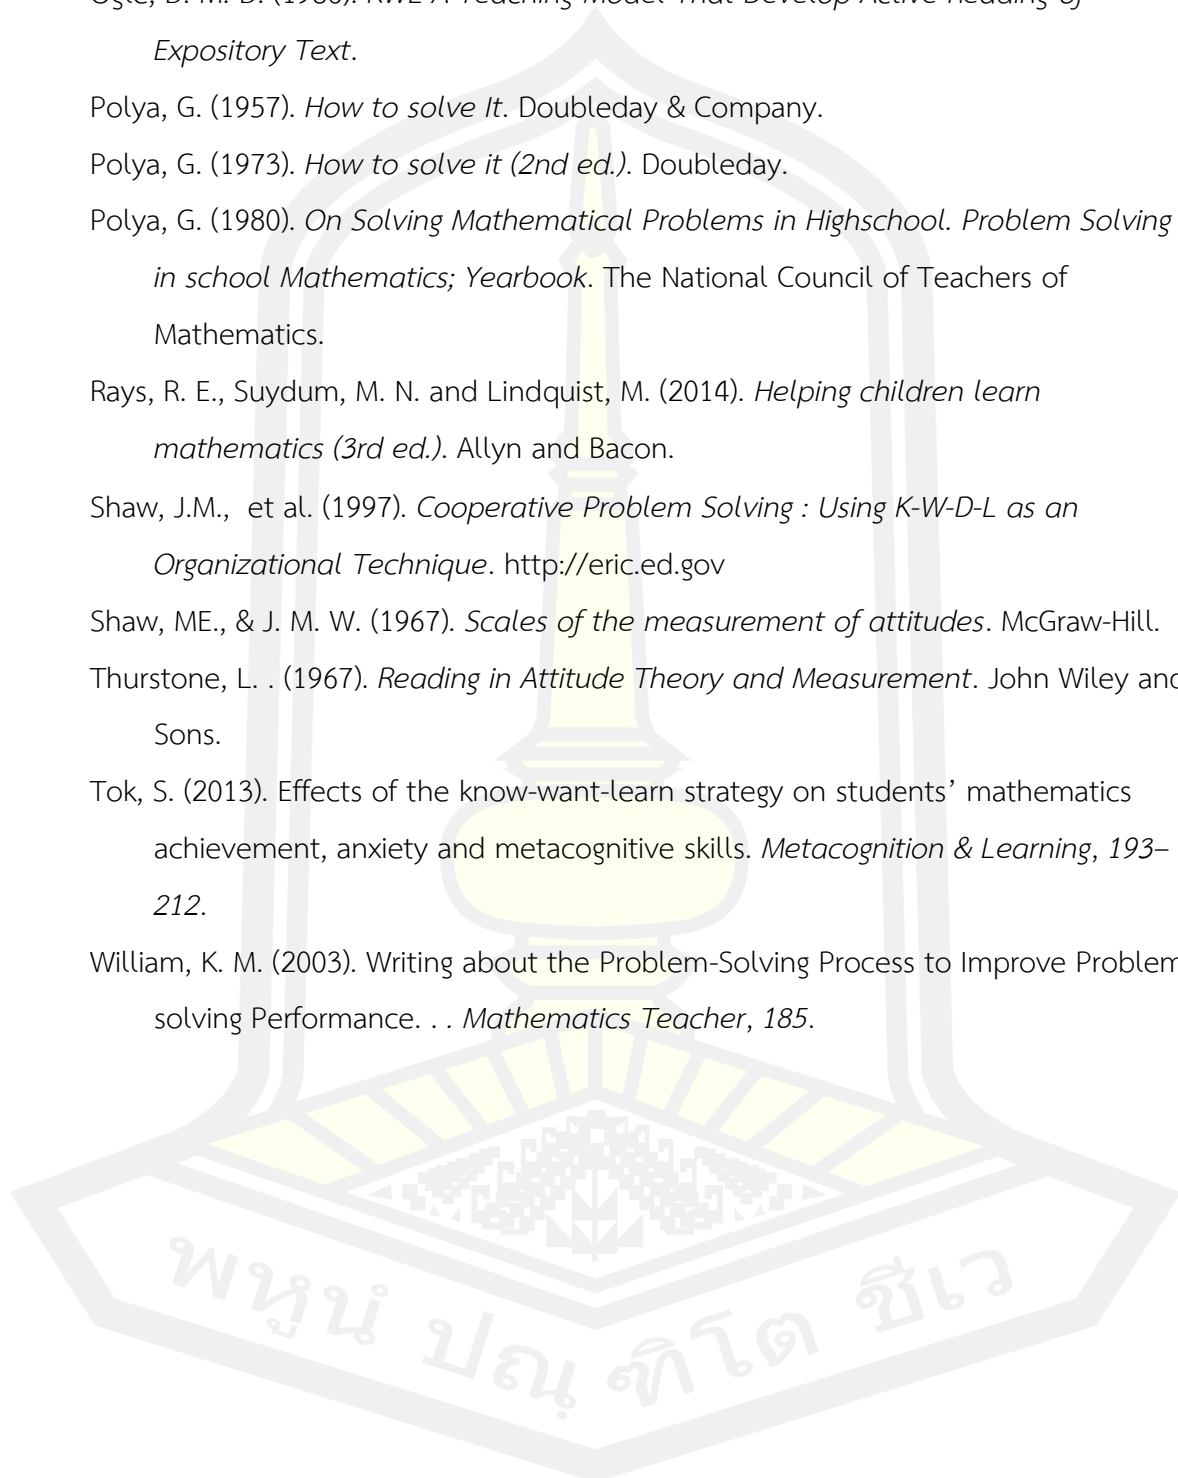 Expository Text.
Polya, G. (1957). How to solve It. Doubleday & Company.
Polya, G. (1973). How to solve it (2nd ed.). Doubleday.
Polya, G. (1980). On Solving Mathematical Problems in Highschool. Problem Solving
in school Mathematics; Yearbook. The National Council of Teachers of
Mathematics.
Rays, R. E., Suydum, M. N. and Lindquist, M. (2014). Helping children learn
mathematics (3rd ed.). Allyn and Bacon.
Shaw, J.M.,  et al. (1997). Cooperative Problem Solving : Using K-W-D-L as an
Organizational Technique. http://eric.ed.gov
Shaw, ME., & J. M. W. (1967). Scales of the measurement of attitudes. McGraw-Hill.
Thurstone, L. . (1967). Reading in Attitude Theory and Measurement. John Wiley and
Sons.
Tok, S. (2013). Effects of the know-want-learn strategy on students’ mathematics
achievement, anxiety and metacognitive skills. Metacognition & Learning, 193–
212.
William, K. M. (2003). Writing about the Problem-Solving Process to Improve Problem
solving Performance. . . Mathematics Teacher, 185.
พหูนํ ปณฺฑิโต ชีเว